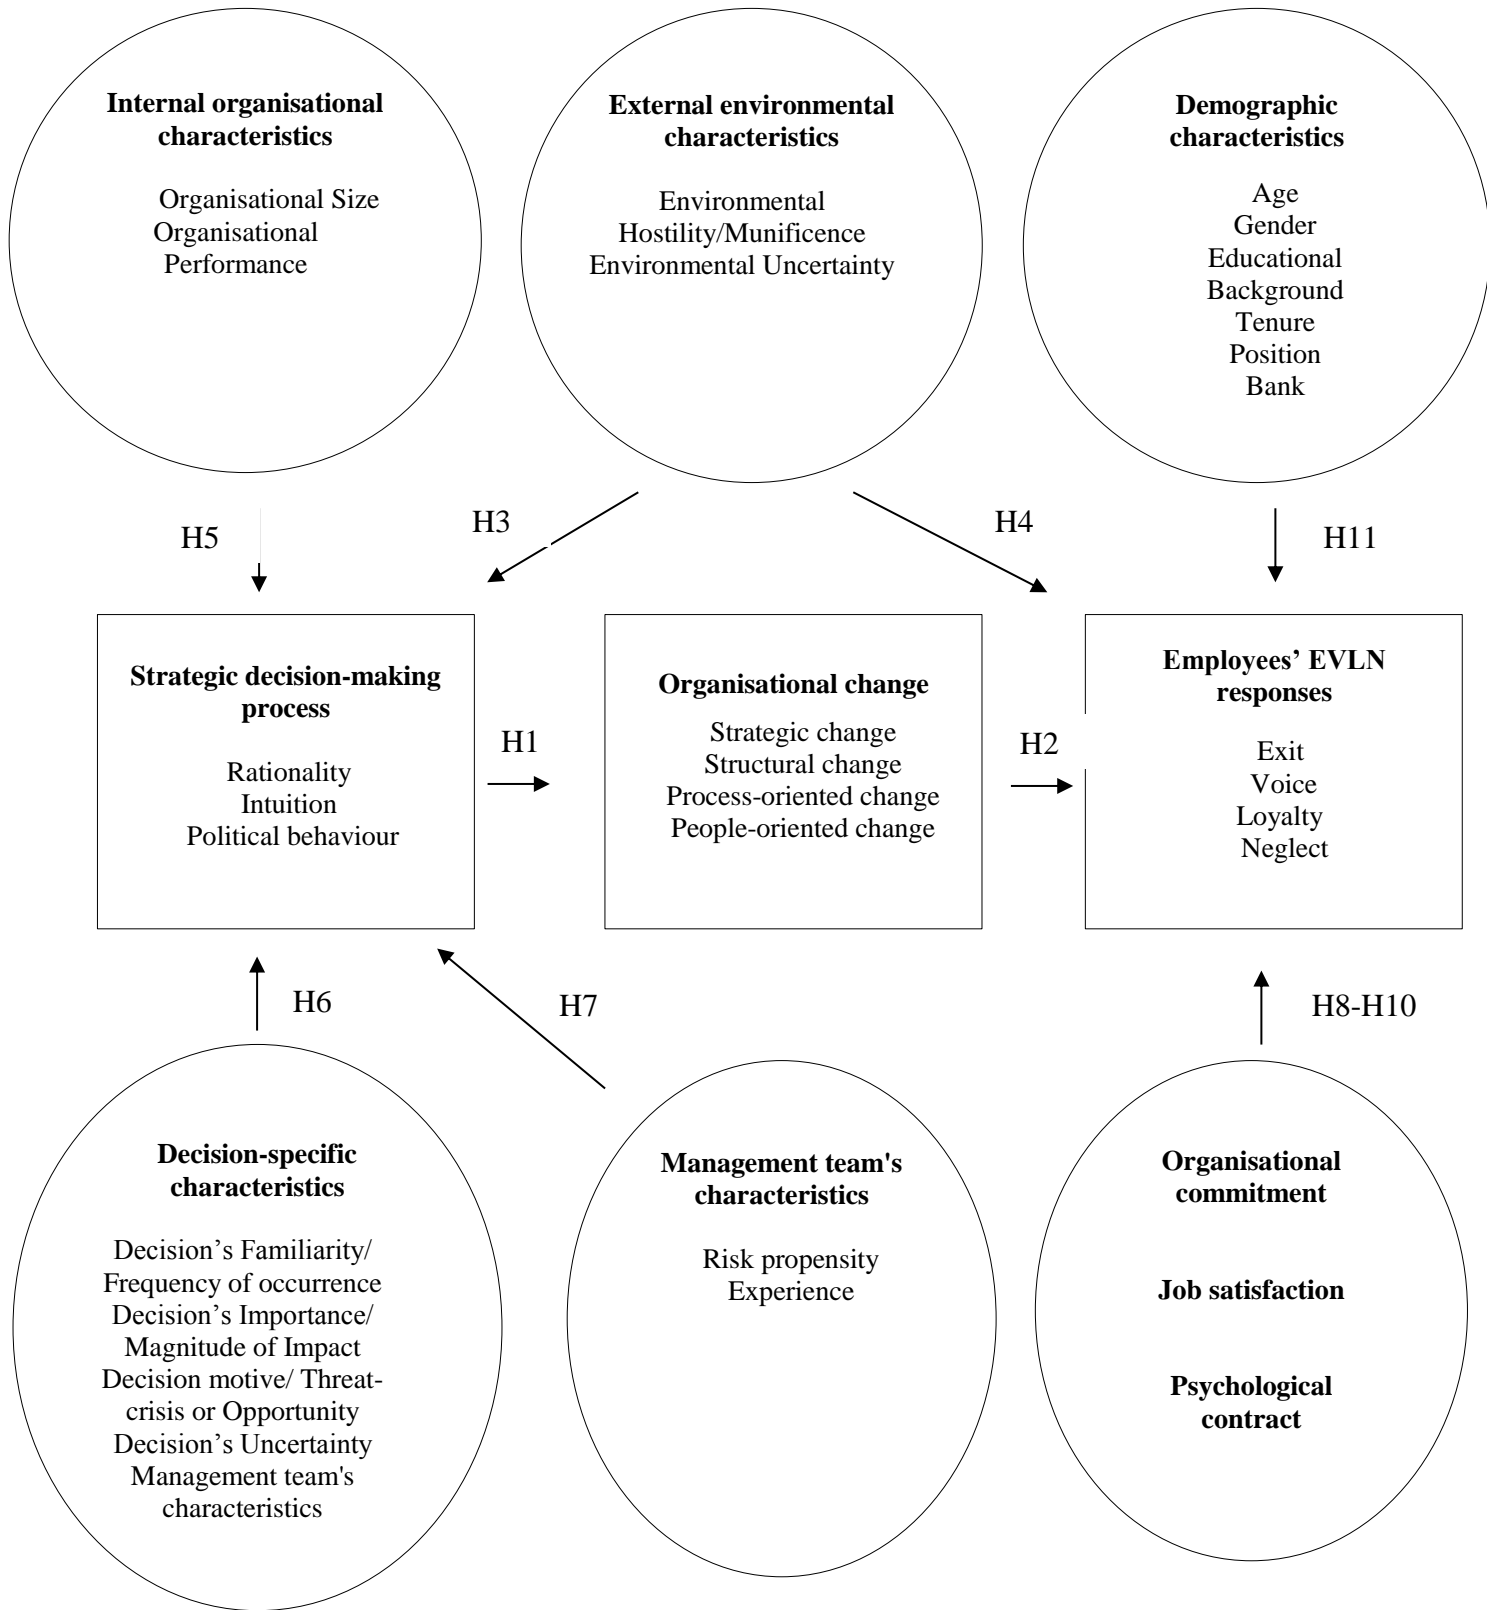 Internal organisational
characteristics
Organisational Size
Organisational
Performance
External environmental
characteristics
Environmental
Hostility/Munificence
Environmental Uncertainty
Demographic
characteristics
Age
Gender
Educational
Background
Tenure
Position
Bank
H5
H3
H4
H11
Strategic decision-making
process
Rationality
Intuition
Political behaviour
H1
Organisational change
Strategic change
Structural change
Process-oriented change
People-oriented change
H2
Employees’ EVLN
responses
Exit
Voice
Loyalty
Neglect
H6
H7
H8-H10
Decision-specific
characteristics
Decision’s Familiarity/
Frequency of occurrence
Decision’s Importance/
Magnitude of Impact
Decision motive/ Threat-
crisis or Opportunity
Decision’s Uncertainty
Management team's
characteristics
Management team's
characteristics
Risk propensity
Experience
Organisational
commitment
Job satisfaction
Psychological
contract